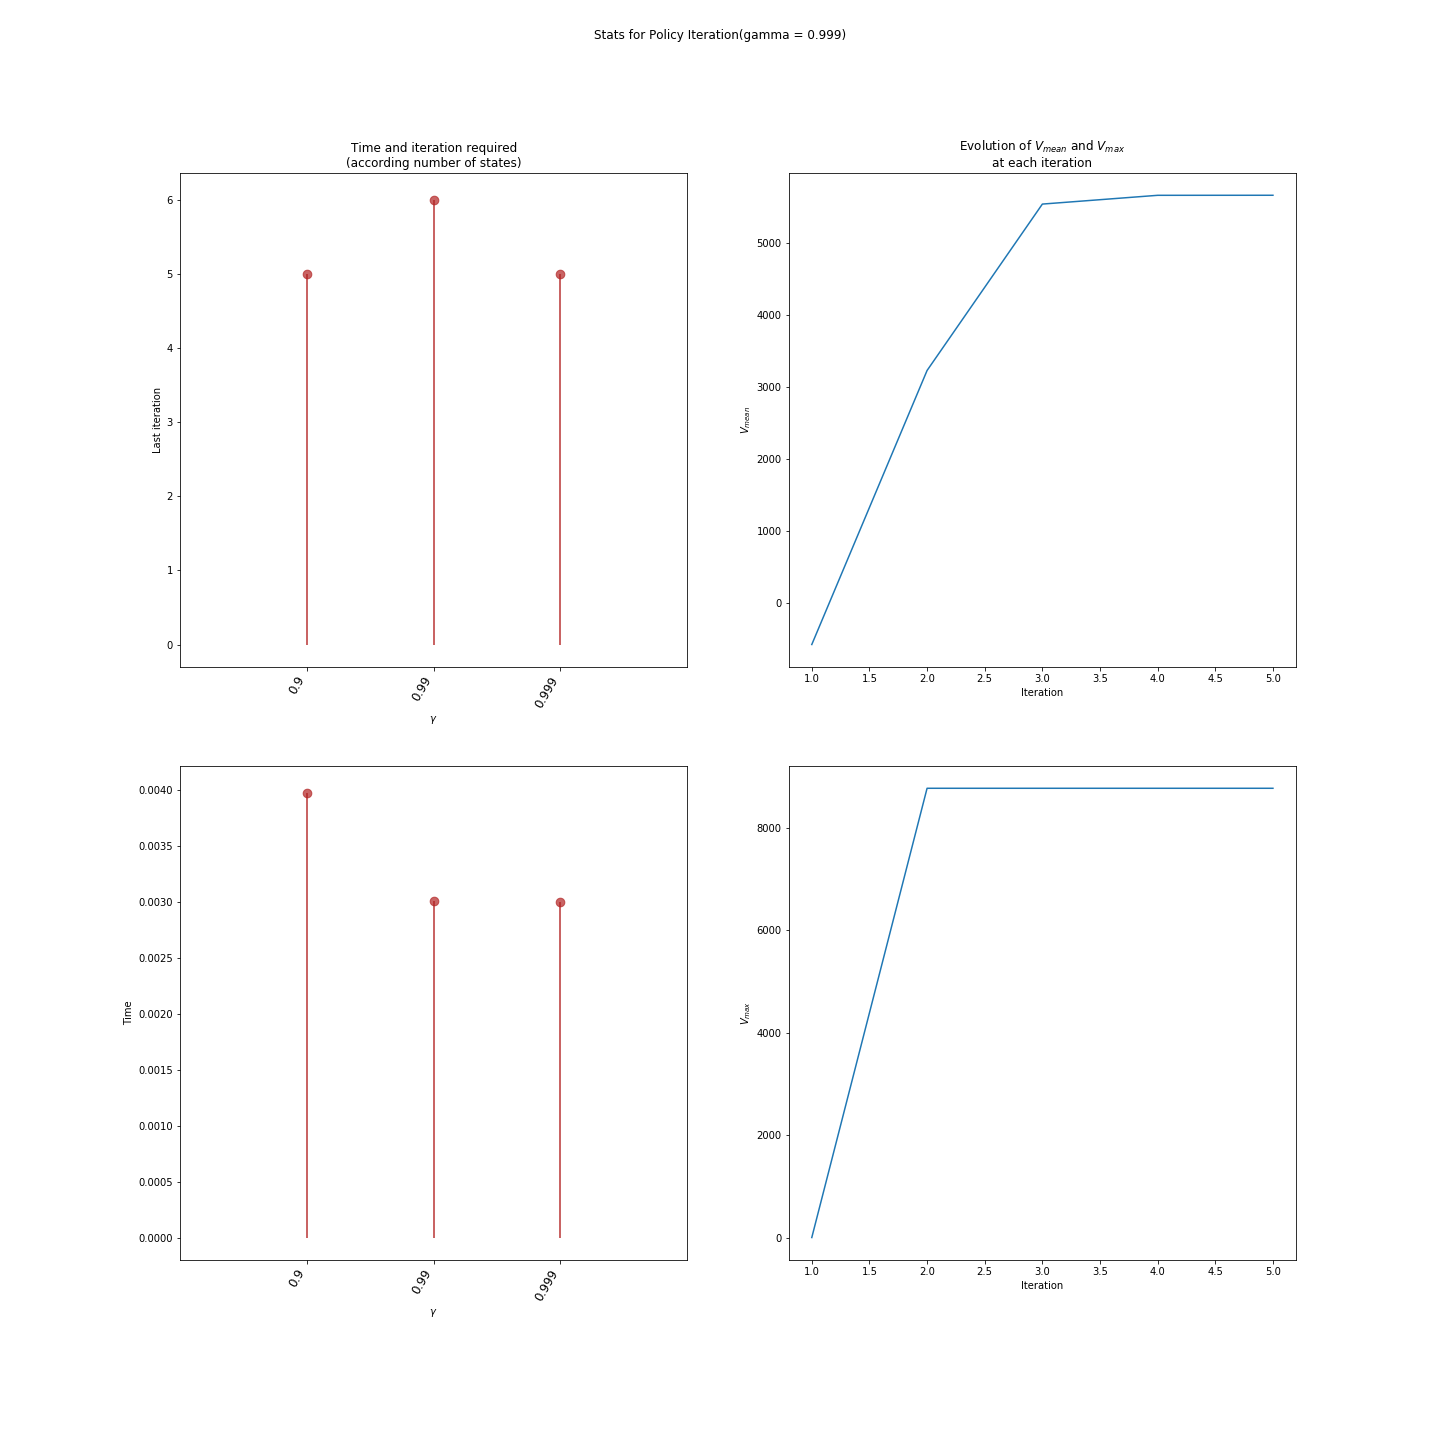 Stats for Policy Iteration(gamma = 0.999)
Time and iteration required
(according number of states)
6
5
4
3
2
1
0
Last iteration
0.9
0.99
0.999
γ
Evolution of V_mean and V_max
at each iteration
5000
4000
3000
2000
1000
0
V_mean
1.0 1.5 2.0 2.5 3.0 3.5 4.0 4.5 5.0
Iteration
0.0040
0.0035
0.0030
0.0025
0.0020
0.0015
0.0010
0.0005
0.0000
Time
0.9
0.99
0.999
γ
8000
6000
4000
2000
0
V_max
1.0 1.5 2.0 2.5 3.0 3.5 4.0 4.5 5.0
Iteration